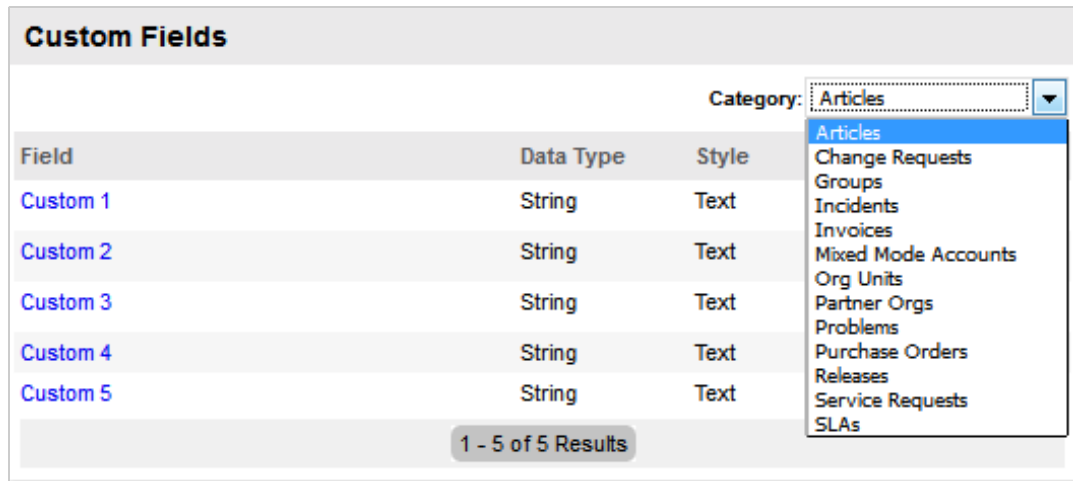 Custom Fields
Category: Articles
Articles
Change Requests
Groups
Incidents
Invoices
Mixed Mode Accounts
Org Units
Partner Orgs
Problems
Purchase Orders
Releases
Service Requests
SLAs
Field Data Type Style
Custom 1 String Text
Custom 2 String Text
Custom 3 String Text
Custom 4 String Text
Custom 5 String Text
1 - 5 of 5 Results